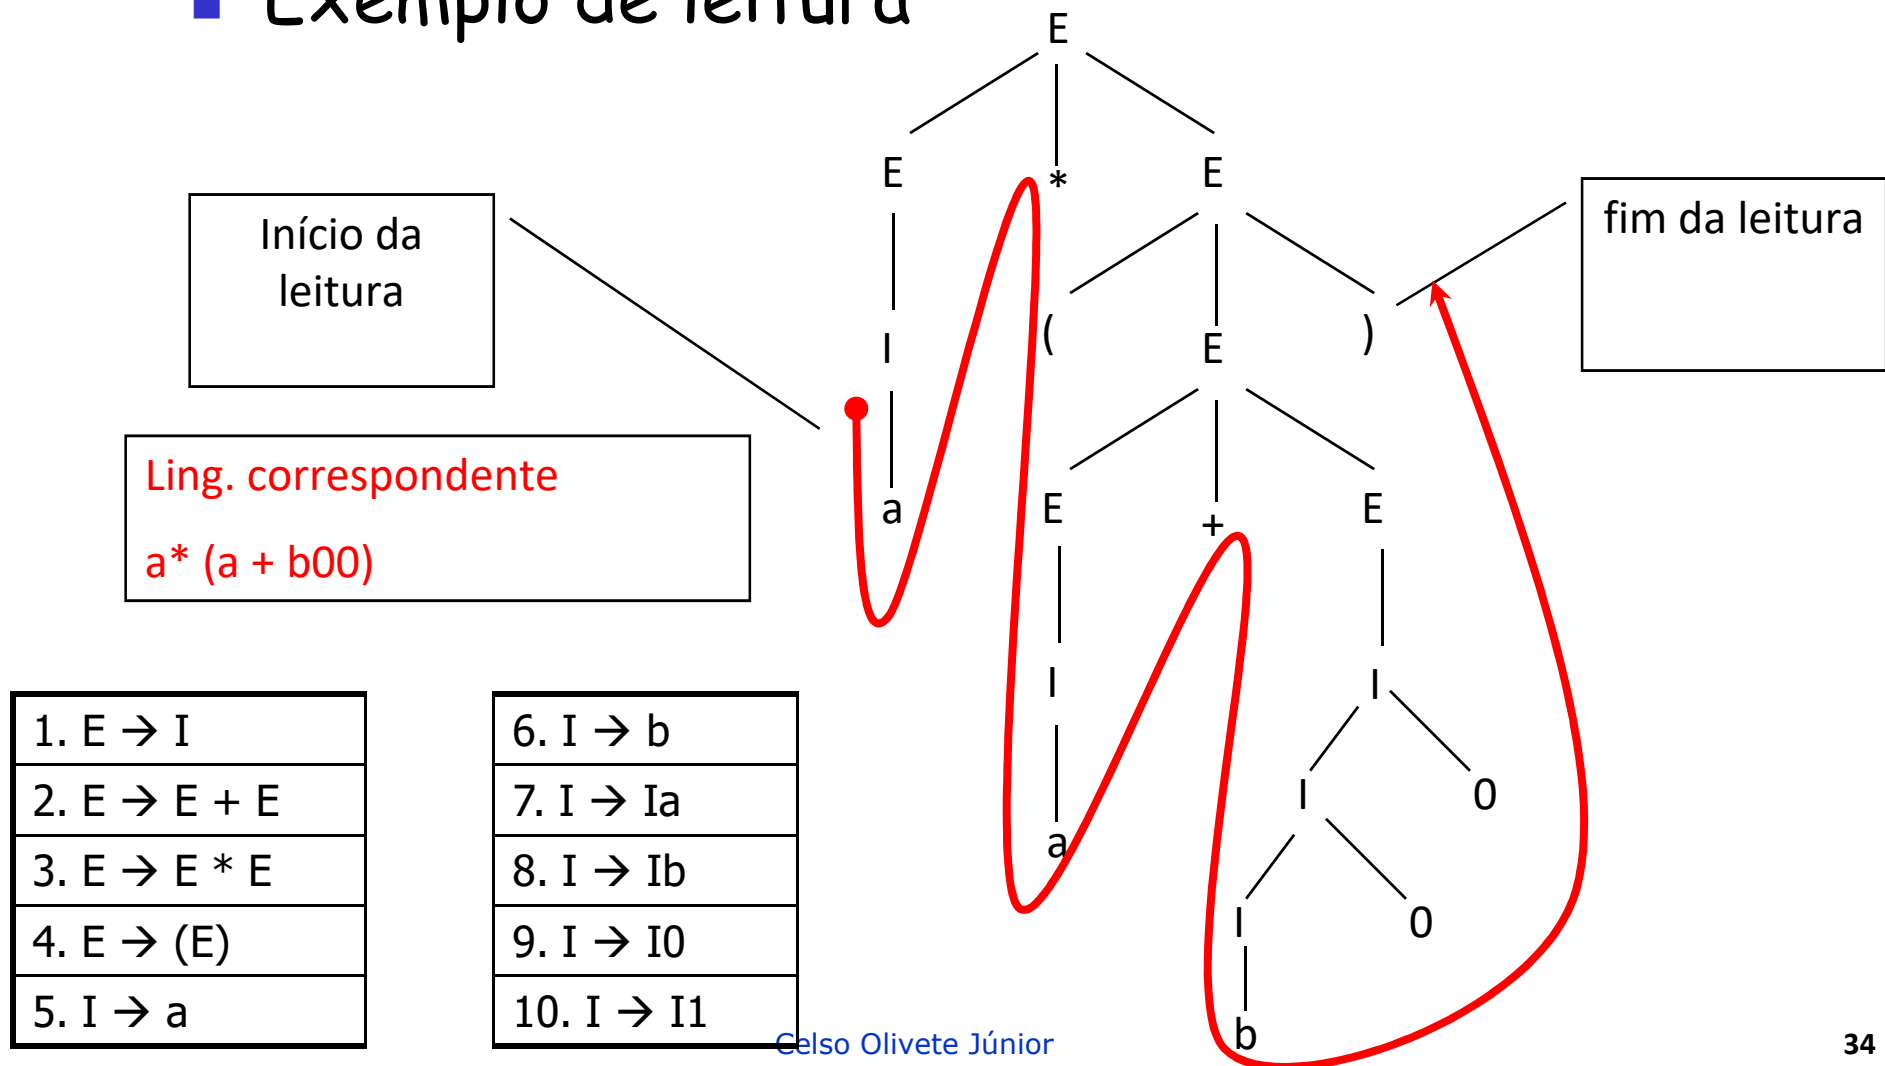 Exemplo de leitura
E
E * E
Início da
leitura
fim da leitura
I ( E )
Ling. correspondente
a* (a + b00)
a E + E
I I
1. E → I
2. E → E + E
3. E → E * E
4. E → (E)
5. I → a
6. I → b
7. I → Ia
8. I → Ib
9. I → I0
10. I → I1
I 0
a
I 0
b
Celso Olivete Júnior
34